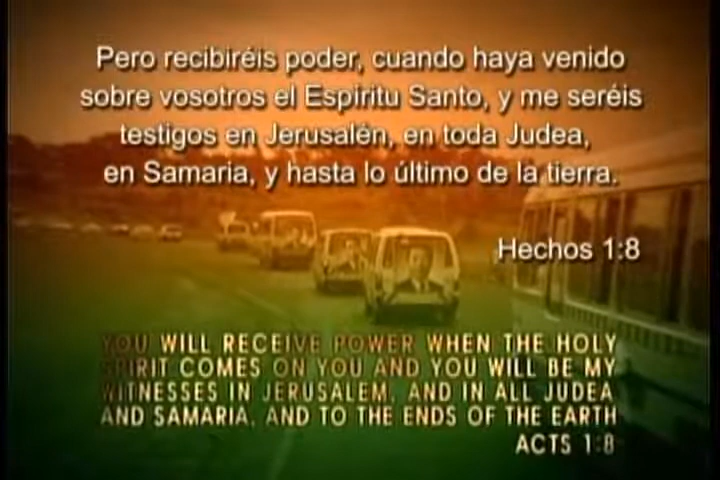 Pero recibiréis poder, cuando haya venido
sobre vosotros el Espíritu Santo, y me seréis
testigos en Jerusalén, en toda Judea,
en Samaria, y hasta lo último de la tierra.
Hechos 1:8
YOU WILL RECEIVE POWER WHEN THE HOLY
SPIRIT COMES ON YOU AND YOU WILL BE MY
WITNESSES IN JERUSALEM, AND IN ALL JUDEA
AND SAMARIA, AND TO THE ENDS OF THE EARTH
ACTS 1:8